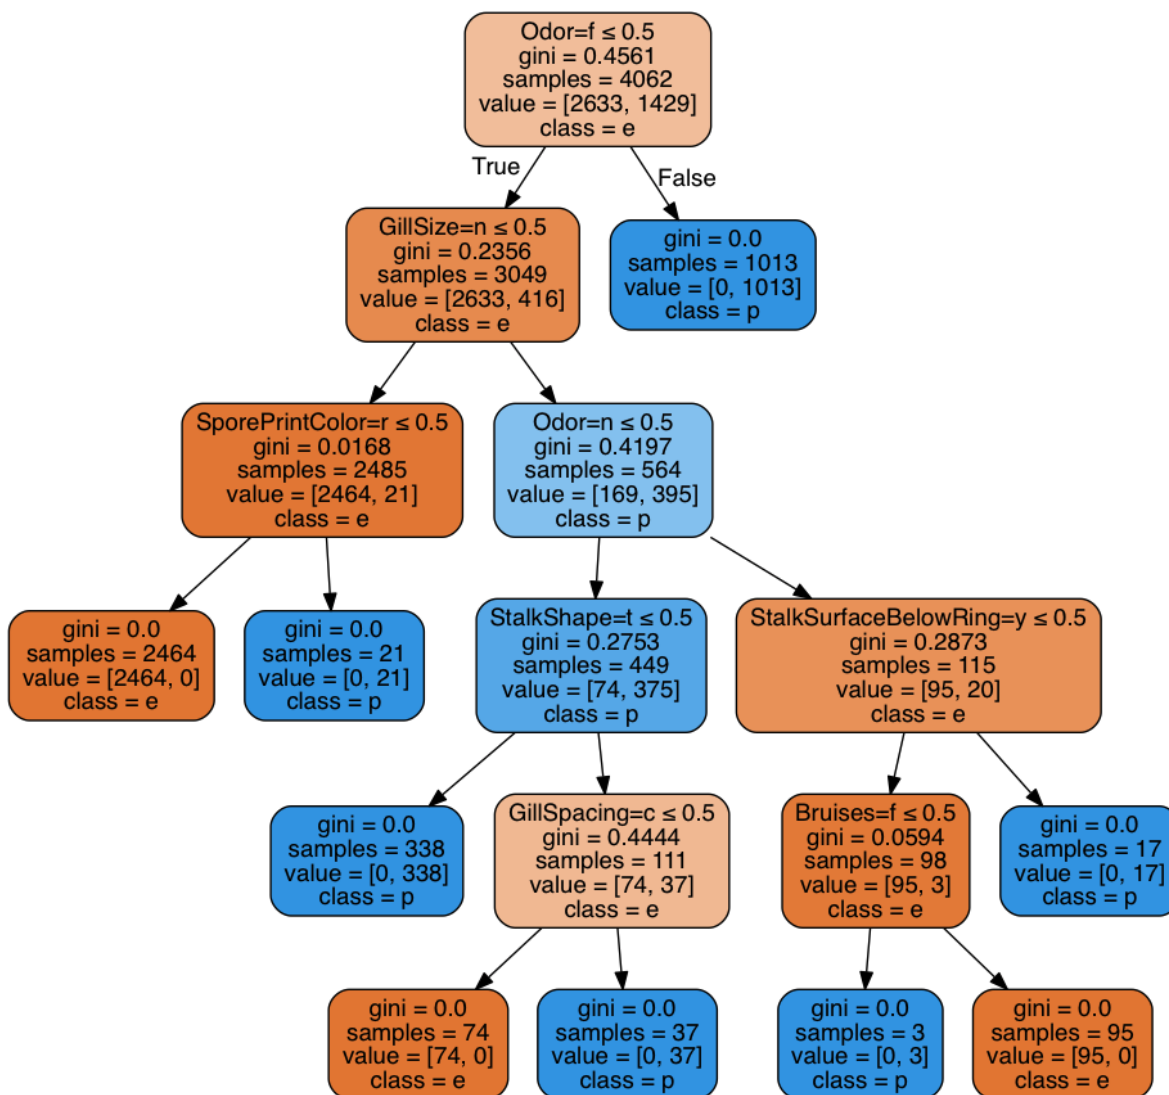 Odor=f ≤ 0.5
gini = 0.4561
samples = 4062
value = [2633, 1429]
class = e
True
False
GillSize=n ≤ 0.5
gini = 0.2356
samples = 3049
value = [2633, 416]
class = e
gini = 0.0
samples = 1013
value = [0, 1013]
class = p
SporePrintColor=r ≤ 0.5
gini = 0.0168
samples = 2485
value = [2464, 21]
class = e
Odor=n ≤ 0.5
gini = 0.4197
samples = 564
value = [169, 395]
class = p
gini = 0.0
samples = 2464
value = [2464, 0]
class = e
gini = 0.0
samples = 21
value = [0, 21]
class = p
StalkShape=t ≤ 0.5
gini = 0.2753
samples = 449
value = [74, 375]
class = p
StalkSurfaceBelowRing=y ≤ 0.5
gini = 0.2873
samples = 115
value = [95, 20]
class = e
gini = 0.0
samples = 338
value = [0, 338]
class = p
GillSpacing=c ≤ 0.5
gini = 0.4444
samples = 111
value = [74, 37]
class = e
Bruises=f ≤ 0.5
gini = 0.0594
samples = 98
value = [95, 3]
class = e
gini = 0.0
samples = 17
value = [0, 17]
class = p
gini = 0.0
samples = 74
value = [74, 0]
class = e
gini = 0.0
samples = 37
value = [0, 37]
class = p
gini = 0.0
samples = 3
value = [0, 3]
class = p
gini = 0.0
samples = 95
value = [95, 0]
class = e